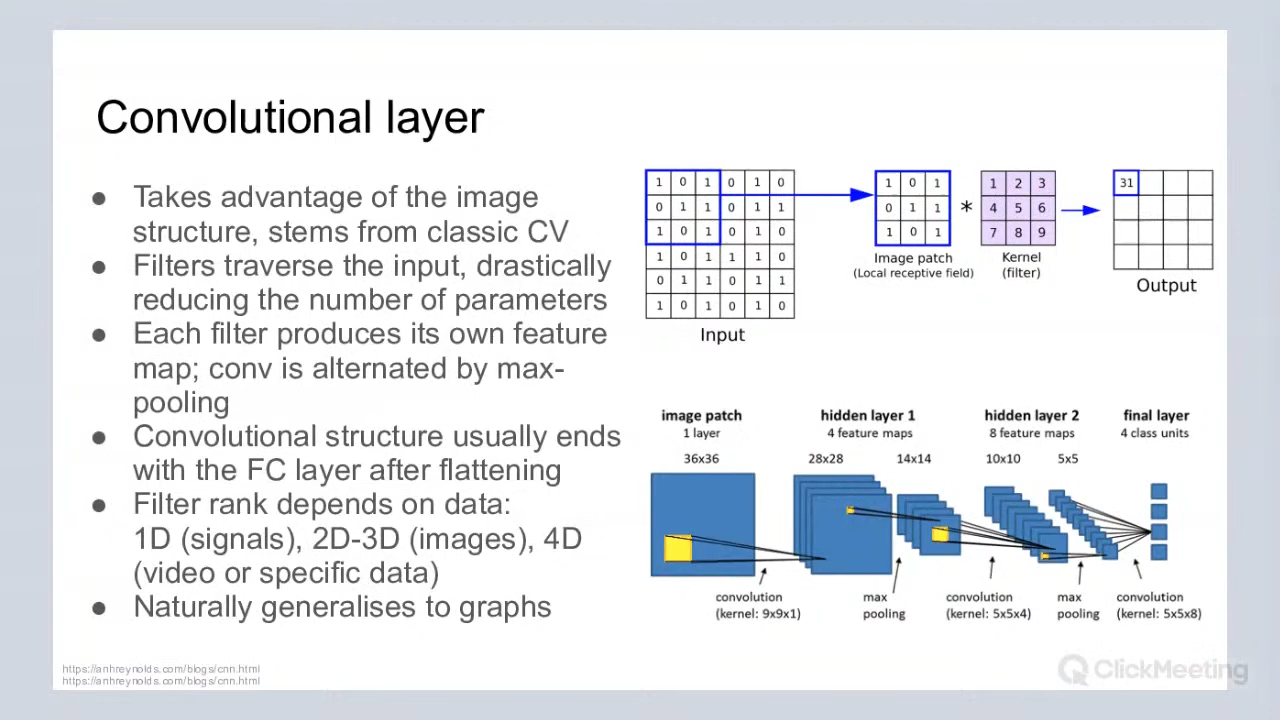 Convolutional layer
● Takes advantage of the image
structure, stems from classic CV
● Filters traverse the input, drastically
reducing the number of parameters
● Each filter produces its own feature
map; conv is alternated by max-
pooling
● Convolutional structure usually ends
with the FC layer after flattening
● Filter rank depends on data:
1D (signals), 2D-3D (images), 4D
(video or specific data)
● Naturally generalises to graphs
1 0 1 0 1 0
0 1 1 0 1 1
1 0 1 0 1 0
1 0 1 1 1 0
0 1 1 0 1 1
1 0 1 0 1 0
Input
1 0 1
0 1 1
1 0 1
Image patch
(Local receptive field)
*
1 2 3
4 5 6
7 8 9
Kernel
(filter)
31
Output
image patch hidden layer 1 hidden layer 2 final layer
1 layer 4 feature maps 8 feature maps 4 class units
36x36 28x28 14x14 10x10 5x5
convolution max convolution max convolution
(kernel: 9x9x1) pooling (kernel: 5x5x4) pooling (kernel: 5x5x8)
https://anhreynolds.com/blogs/cnn.html
https://anhreynolds.com/blogs/cnn.html
ClickMeeting